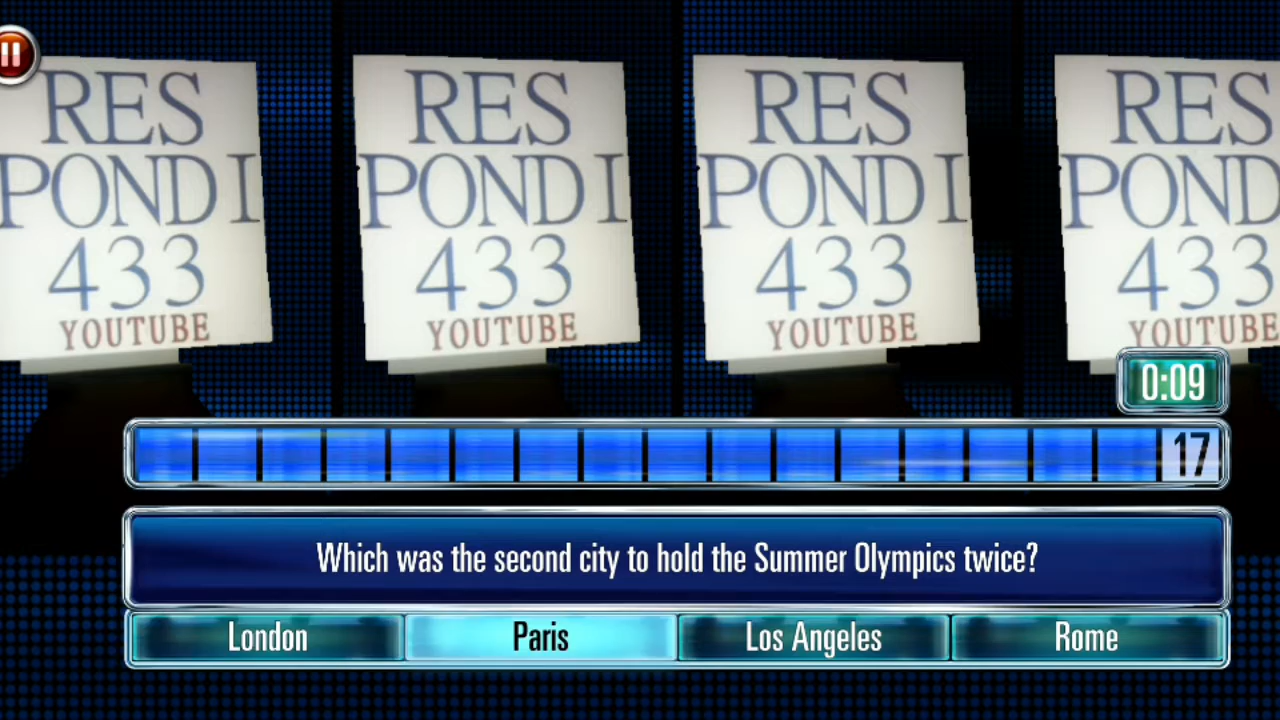 RES
POND I
433
YOUTUBE
RES
POND I
433
YOUTUBE
RES
POND I
433
YOUTUBE
RES
POND
433
YOUTUBE
0:09
17
Which was the second city to hold the Summer Olympics twice?
London
Paris
Los Angeles
Rome